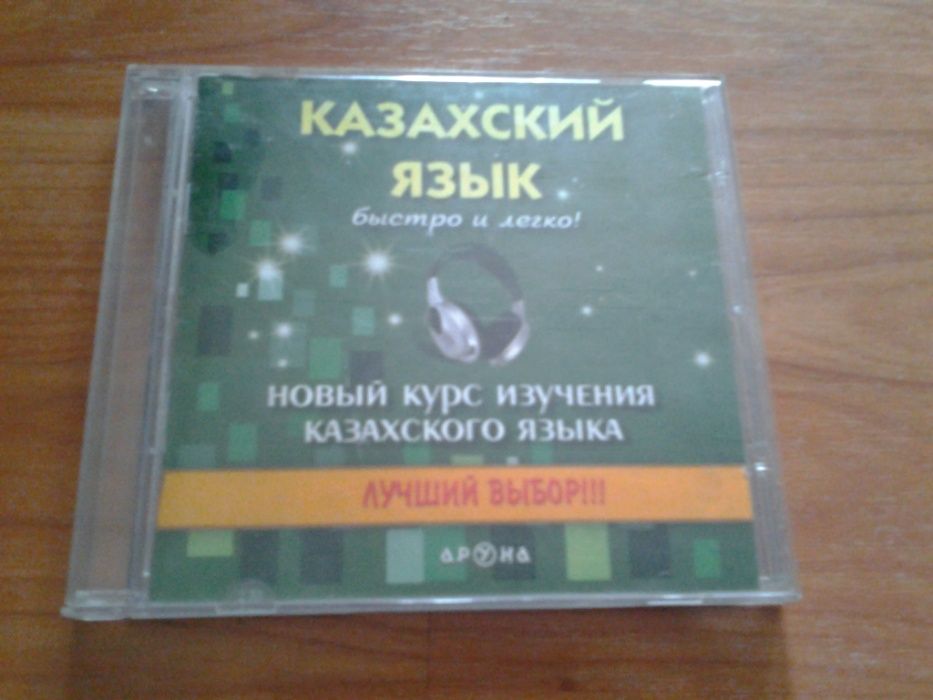 КАЗАХСКИЙ
ЯЗЫК
быстро и легко!
НОВЫЙ КУРС ИЗУЧЕНИЯ
КАЗАХСКОГО ЯЗЫКА
ЛУЧШИЙ ВЫБОР!!!
АРУНА